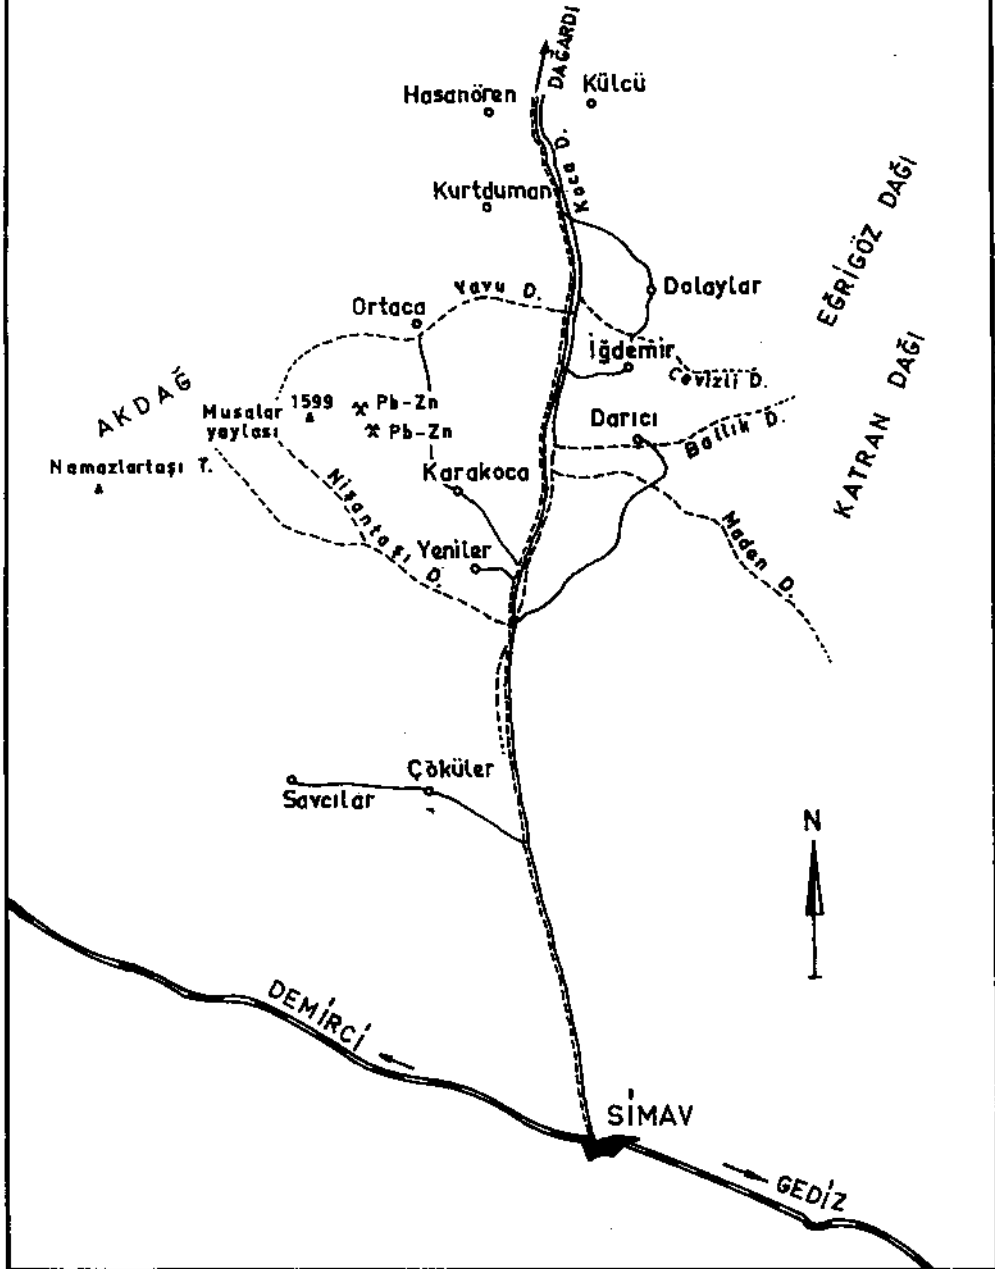 DAĞARDI
Hasanören
Külcü
Koca D.
Kurtduman
EĞRİGÖZ DAĞI
Yavu D.
Dalaylar
Ortaca
İğdemir
Cevizli D.
AKDAĞ
Musalar
yaylası
1599
Pb-Zn
Pb-Zn
Darıcı
Ballık D.
KATRAN DAĞI
Namazlartaşı T.
Karakoca
Nişantaşı D.
Yeniler
Maden D.
Çöküler
Savcılar
N
DEMİRCİ
SİMAV
GEDİZ